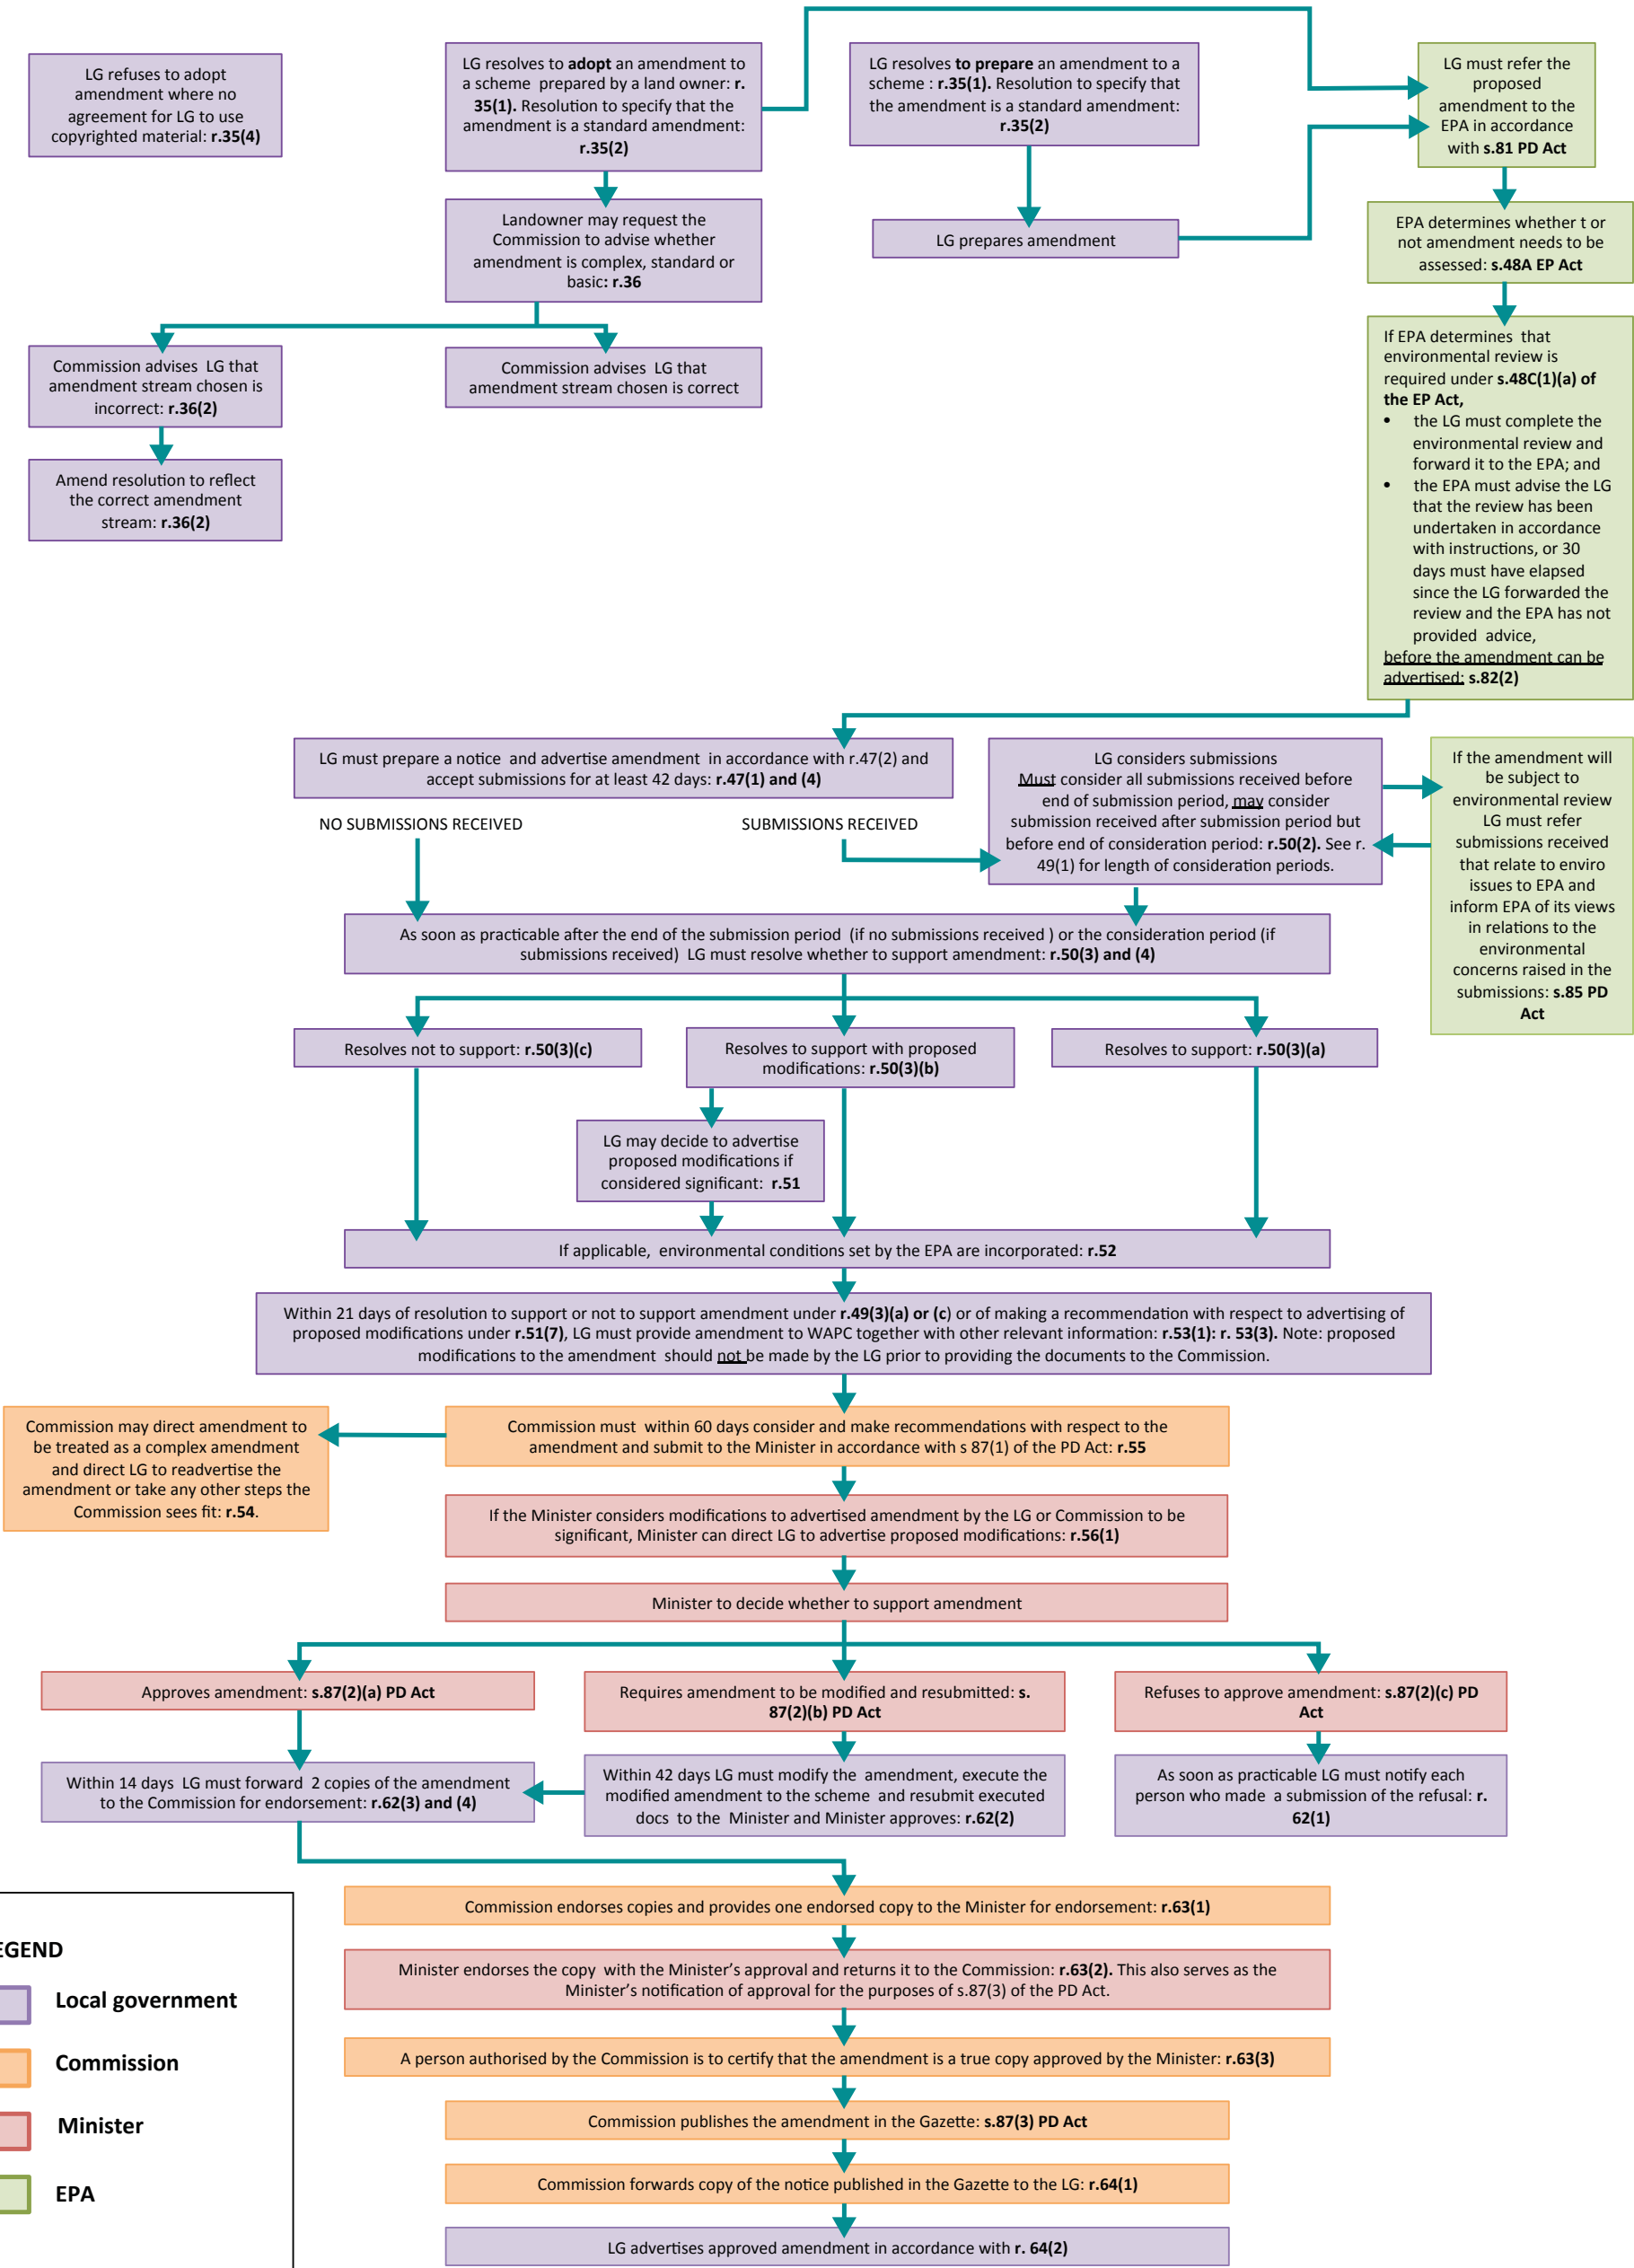 LG refuses to adopt
amendment where no
agreement for LG to use
copyrighted material: r.35(4)
LG resolves to adopt an amendment to
a scheme prepared by a land owner: r.
35(1). Resolution to specify that the
amendment is a standard amendment:
r.35(2)
LG resolves to prepare an amendment to a
scheme : r.35(1). Resolution to specify that
the amendment is a standard amendment:
r.35(2)
LG must refer the
proposed
amendment to the
EPA in accordance
with s.81 PD Act
Landowner may request the
Commission to advise whether
amendment is complex, standard or
basic: r.36
LG prepares amendment
EPA determines whether t or
not amendment needs to be
assessed: s.48A EP Act
Commission advises LG that
amendment stream chosen is
incorrect: r.36(2)
Commission advises LG that
amendment stream chosen is correct
Amend resolution to reflect
the correct amendment
stream: r.36(2)
If EPA determines that
environmental review is
required under s.48C(1)(a) of
the EP Act,
• the LG must complete the
environmental review and
forward it to the EPA; and
• the EPA must advise the LG
that the review has been
undertaken in accordance
with instructions, or 30
days must have elapsed
since the LG forwarded the
review and the EPA has not
provided advice,
before the amendment can be
advertised: s.82(2)
LG must prepare a notice and advertise amendment in accordance with r.47(2) and
accept submissions for at least 42 days: r.47(1) and (4)
LG considers submissions
Must consider all submissions received before
end of submission period, may consider
submission received after submission period but
before end of consideration period: r.50(2). See r.
49(1) for length of consideration periods.
If the amendment will
be subject to
environmental review
LG must refer
submissions received
that relate to enviro
issues to EPA and
inform EPA of its views
in relations to the
environmental
concerns raised in the
submissions: s.85 PD
Act
NO SUBMISSIONS RECEIVED
SUBMISSIONS RECEIVED
As soon as practicable after the end of the submission period (if no submissions received ) or the consideration period (if
submissions received) LG must resolve whether to support amendment: r.50(3) and (4)
Resolves not to support: r.50(3)(c)
Resolves to support with proposed
modifications: r.50(3)(b)
Resolves to support: r.50(3)(a)
LG may decide to advertise
proposed modifications if
considered significant: r.51
If applicable, environmental conditions set by the EPA are incorporated: r.52
Within 21 days of resolution to support or not to support amendment under r.49(3)(a) or (c) or of making a recommendation with respect to advertising of
proposed modifications under r.51(7), LG must provide amendment to WAPC together with other relevant information: r.53(1): r. 53(3). Note: proposed
modifications to the amendment should not be made by the LG prior to providing the documents to the Commission.
Commission may direct amendment to
be treated as a complex amendment
and direct LG to readvertise the
amendment or take any other steps the
Commission sees fit: r.54.
Commission must within 60 days consider and make recommendations with respect to the
amendment and submit to the Minister in accordance with s 87(1) of the PD Act: r.55
If the Minister considers modifications to advertised amendment by the LG or Commission to be
significant, Minister can direct LG to advertise proposed modifications: r.56(1)
Minister to decide whether to support amendment
Approves amendment: s.87(2)(a) PD Act
Requires amendment to be modified and resubmitted: s.
87(2)(b) PD Act
Refuses to approve amendment: s.87(2)(c) PD
Act
Within 14 days LG must forward 2 copies of the amendment
to the Commission for endorsement: r.62(3) and (4)
Within 42 days LG must modify the amendment, execute the
modified amendment to the scheme and resubmit executed
docs to the Minister and Minister approves: r.62(2)
As soon as practicable LG must notify each
person who made a submission of the refusal: r.
62(1)
Commission endorses copies and provides one endorsed copy to the Minister for endorsement: r.63(1)
Minister endorses the copy with the Minister's approval and returns it to the Commission: r.63(2). This also serves as the
Minister's notification of approval for the purposes of s.87(3) of the PD Act.
A person authorised by the Commission is to certify that the amendment is a true copy approved by the Minister: r.63(3)
Commission publishes the amendment in the Gazette: s.87(3) PD Act
Commission forwards copy of the notice published in the Gazette to the LG: r.64(1)
LG advertises approved amendment in accordance with r. 64(2)
EGEND
Local government
Commission
Minister
EPA